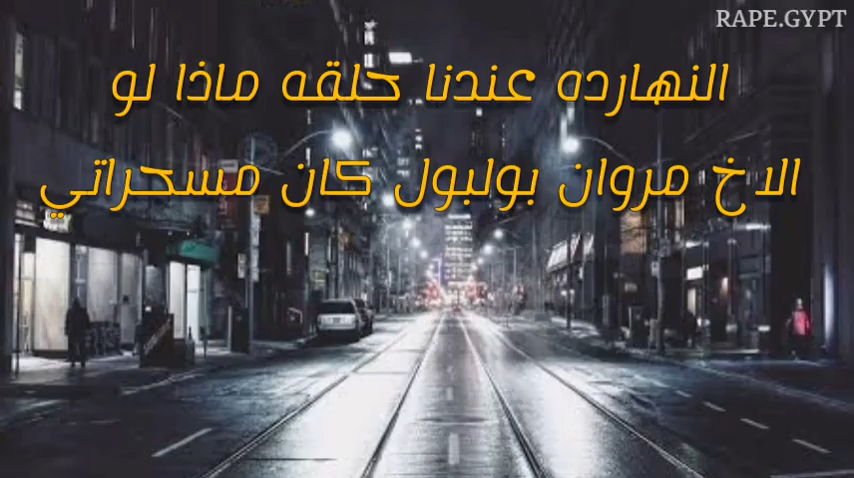 RAPE.GYPT
النهارده عندنا حلقه ماذا لو
الاخ مروان بولبول كان مسحراتي